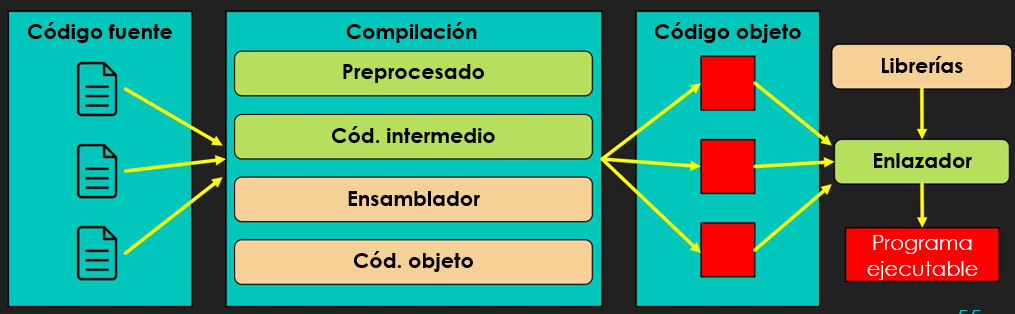 Código fuente
Compilación
Preprocesado
Cód. intermedio
Ensamblador
Cód. objeto
Código objeto
Librerías
Enlazador
Programa
ejecutable